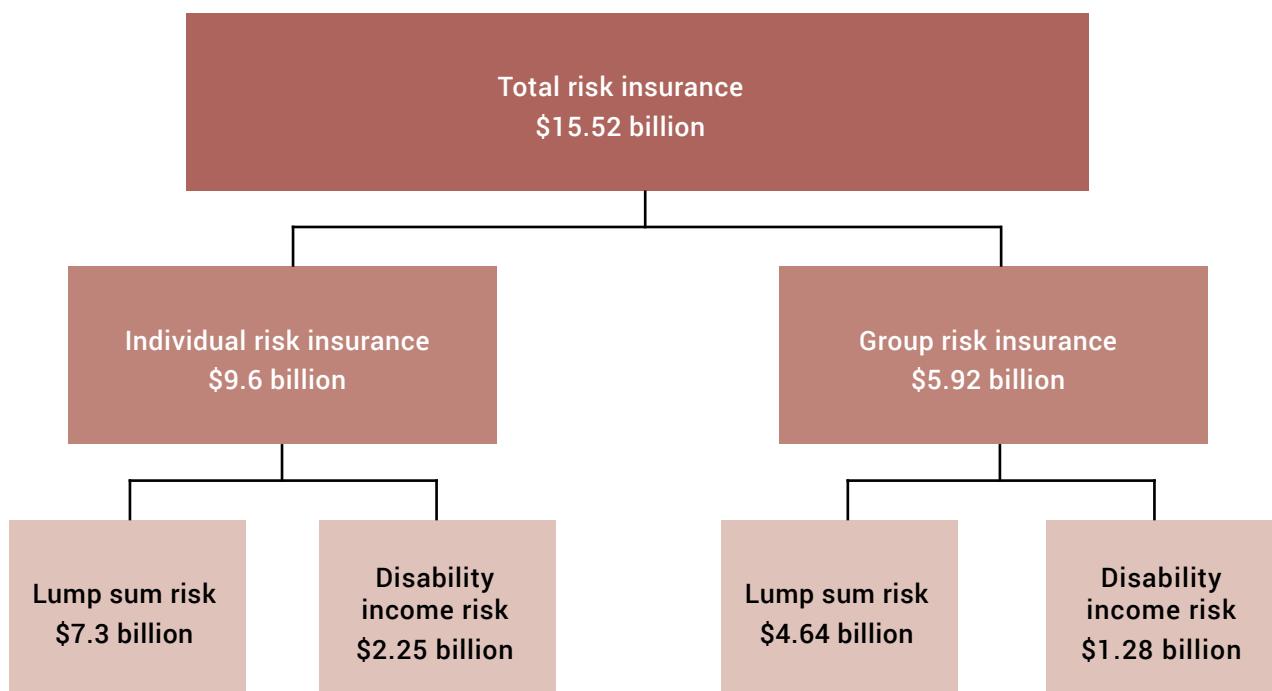 Total risk insurance
$15.52 billion
Individual risk insurance
$9.6 billion
Group risk insurance
$5.92 billion
Lump sum risk
$7.3 billion
Disability
income risk
$2.25 billion
Lump sum risk
$4.64 billion
Disability
income risk
$1.28 billion